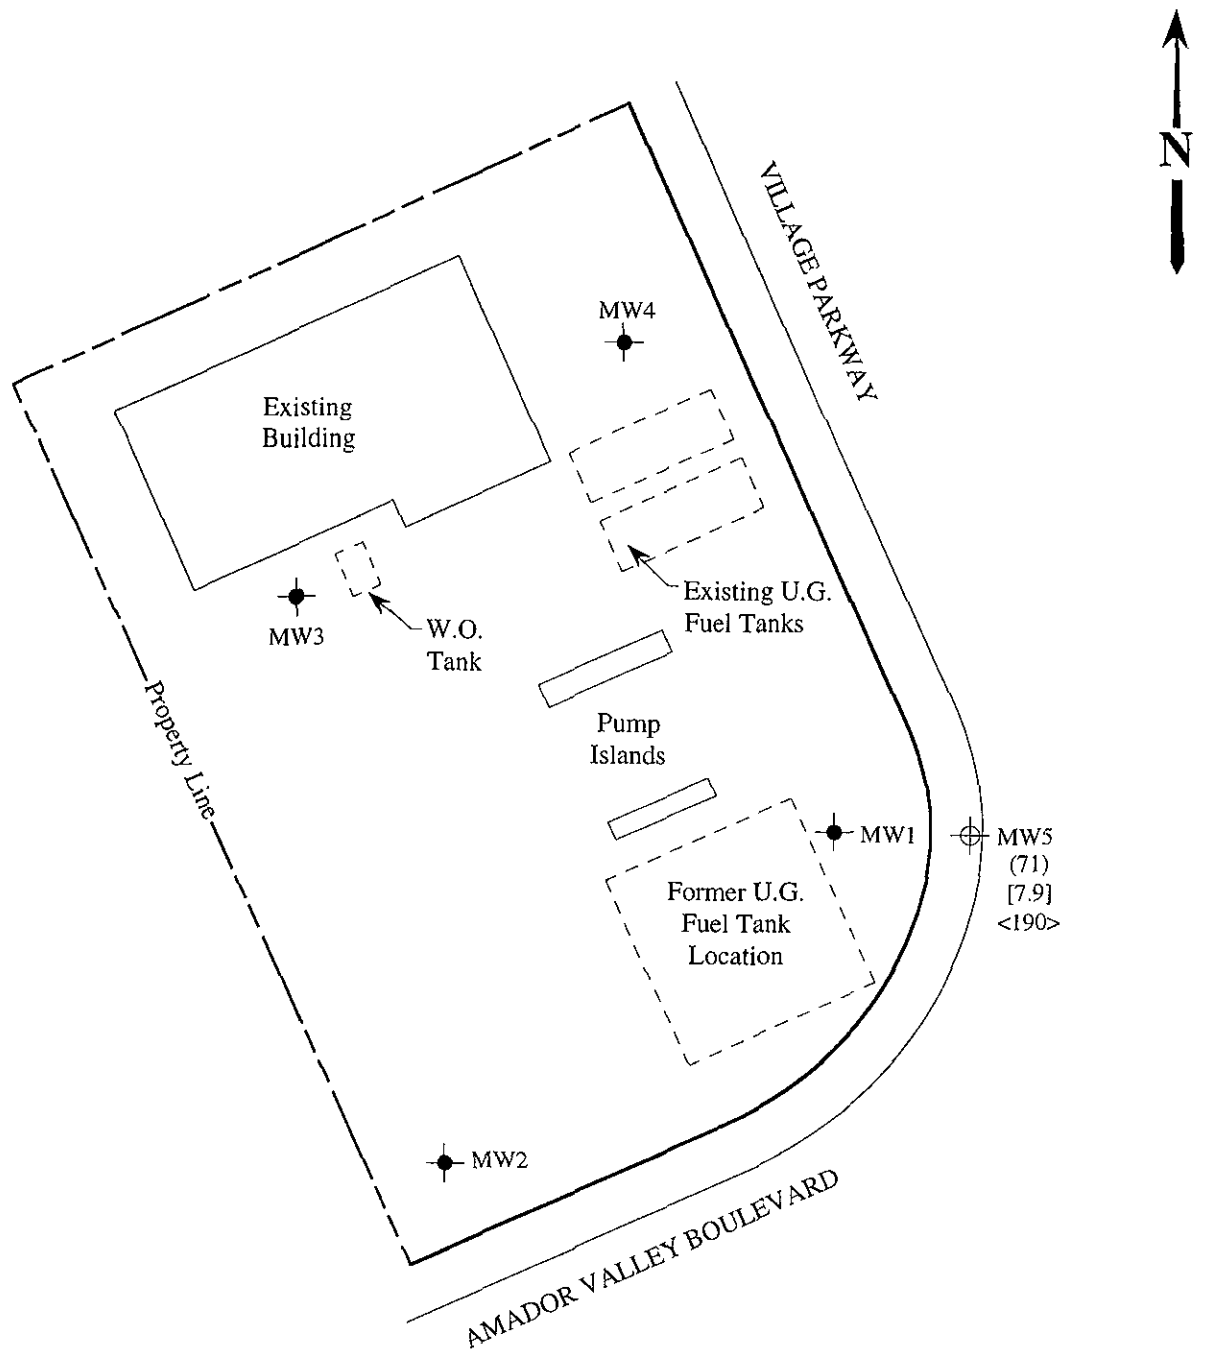 N
VILLAGE PARKWAY
MW4
Existing
Building
Existing U.G.
Fuel Tanks
MW3
W.O.
Tank
Property Line
Pump
Islands
MW1
MW5
(71)
[7.9]
<190>
Former U.G.
Fuel Tank
Location
MW2
AMADOR VALLEY BOULEVARD